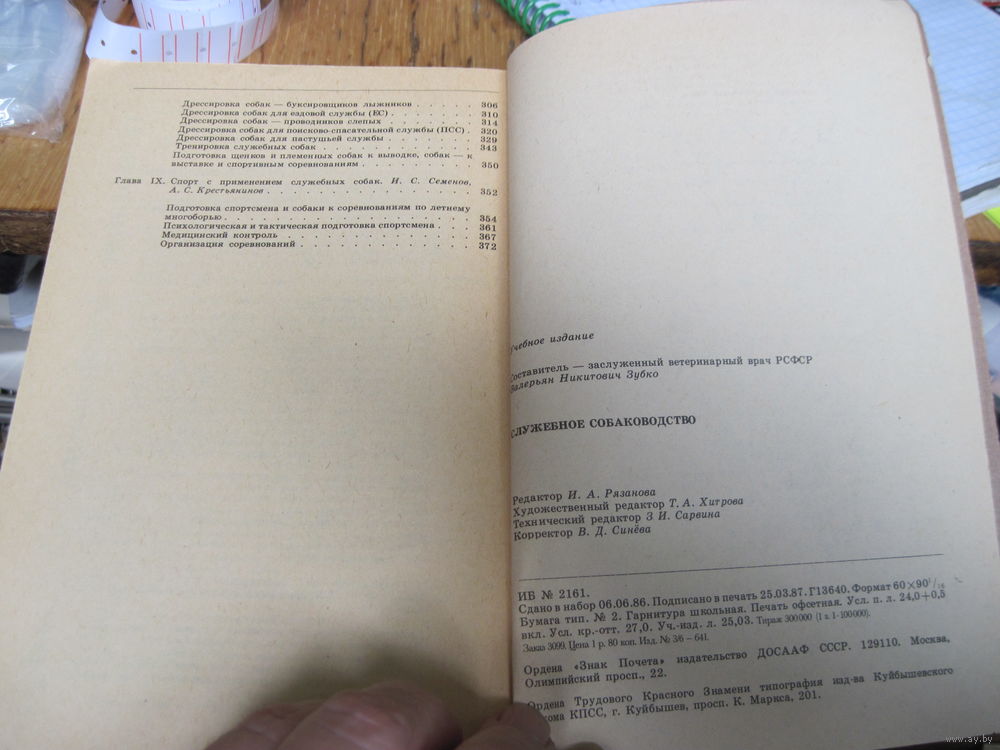 Дрессировка собак — буксировщиков лыжников . . . . . 306
Дрессировка собак для ездовой службы (ЕС) . . . . . . . 310
Дрессировка собак — проводников слепых . . . . . . . . 314
Дрессировка собак для поисково-спасательной службы (ПСС) . 320
Дрессировка собак для пастушьей службы . . . . . . . . 329
Тренировка служебных собак . . . . . . . . . . . . 343
Подготовка щенков и племенных собак к выводке, собак — к
выставке и спортивным соревнованиям . . . . . . . . . 350
Глава IX. Спорт с применением служебных собак. И. С. Семенов,
А. С. Крестьянинов . . . . . . . . . . . . . . . . 352
Подготовка спортсмена и собаки к соревнованиям по летнему
многоборью . . . . . . . . . . . . . . . . . . . 354
Психологическая и тактическая подготовка спортсмена . . . 361
Медицинский контроль . . . . . . . . . . . . . . . 367
Организация соревнований . . . . . . . . . . . . . 372
Учебное издание
Составитель — заслуженный ветеринарный врач РСФСР
Валерьян Никитович Зубко
СЛУЖЕБНОЕ СОБАКОВОДСТВО
Редактор И. А. Рязанова
Художественный редактор Т. А. Хитрова
Технический редактор З. И. Сарвина
Корректор В. Д. Синёва
ИБ № 2161.
Сдано в набор 06.06.86. Подписано в печать 25.03.87. Г13640. Формат 60×90¹/₁₆
Бумага тип. № 2. Гарнитура школьная. Печать офсетная. Усл. п. л. 24,0+0,5
вкл. Усл. кр.-отт. 27,0. Уч.-изд. л. 25,03. Тираж 300000 (1 з. 1-100000).
Заказ 3099. Цена 1 р. 80 коп. Изд. № 3/6 – 641.
Ордена «Знак Почета» издательство ДОСААФ СССР. 129110. Москва,
Олимпийский просп., 22.
Ордена Трудового Красного Знамени типография изд-ва Куйбышевского
КПСС, г. Куйбышев, просп. К. Маркса, 201.
www.ay.by